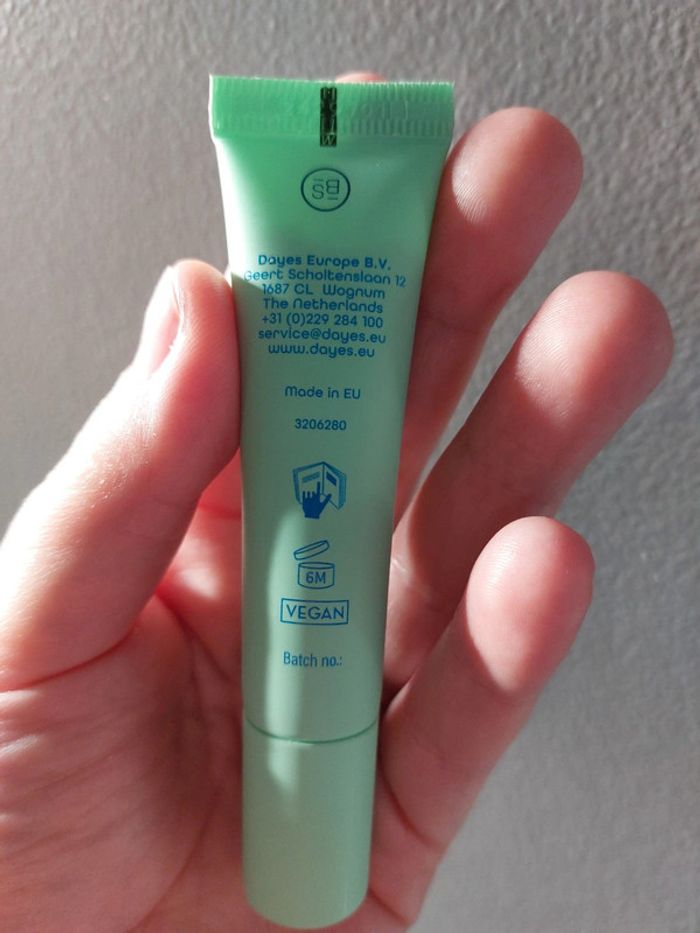 BS
Dayes Europe B.V.
Geert Scholtenslaan 12
1687 CL Wognum
The Netherlands
+31 (0)229 284 100
service@dayes.eu
www.dayes.eu
Made in EU
3206280
6M
VEGAN
Batch no.: